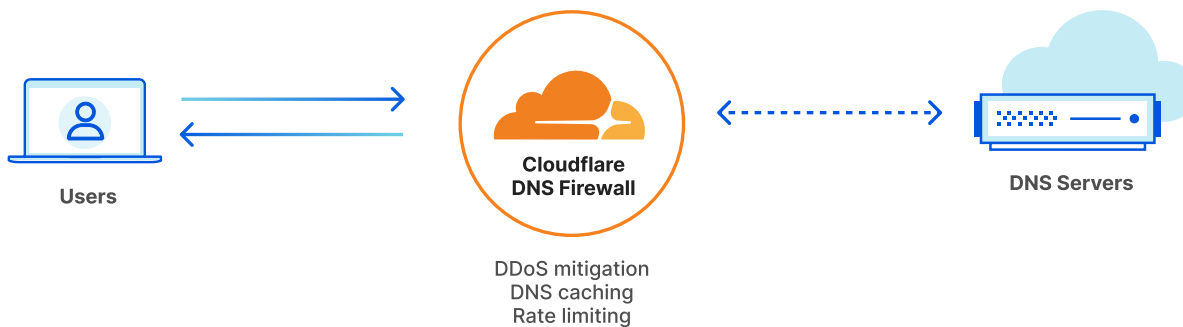 Users
Cloudflare
DNS Firewall
DDoS mitigation
DNS caching
Rate limiting
DNS Servers